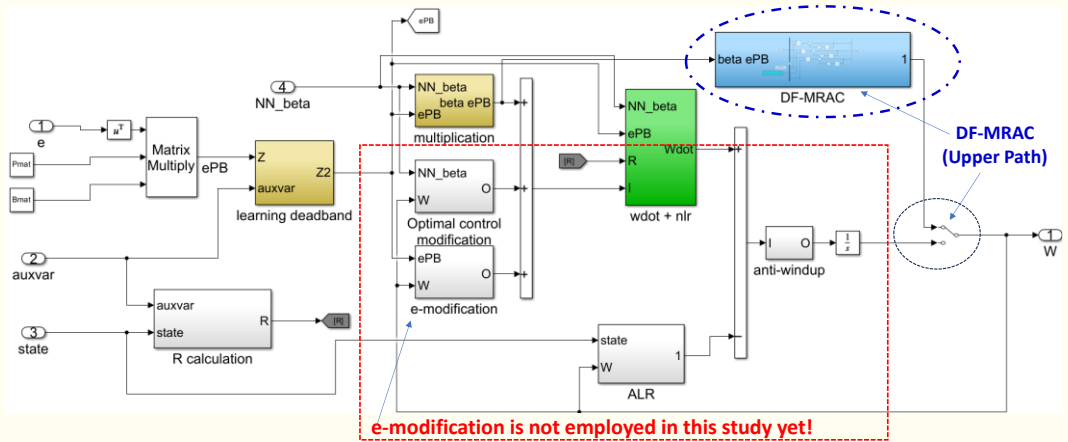 ePB
4
NN_beta
beta ePB
1
DF-MRAC
DF-MRAC
(Upper Path)
1
e
uᵀ
Pmat
Bmat
Matrix
Multiply
ePB
Z
auxvar
Z2
learning deadband
NN_beta
ePB
beta ePB
multiplication
NN_beta
W
O
Optimal control
modification
ePB
W
O
e-modification
+
+
+
[R]
NN_beta
ePB
R
I
Wdot
wdot + nlr
+
−
I
O
anti-windup
1
s
1
W
2
auxvar
3
state
auxvar
state
R
R calculation
[R]
state
W
1
ALR
e-modification is not employed in this study yet!